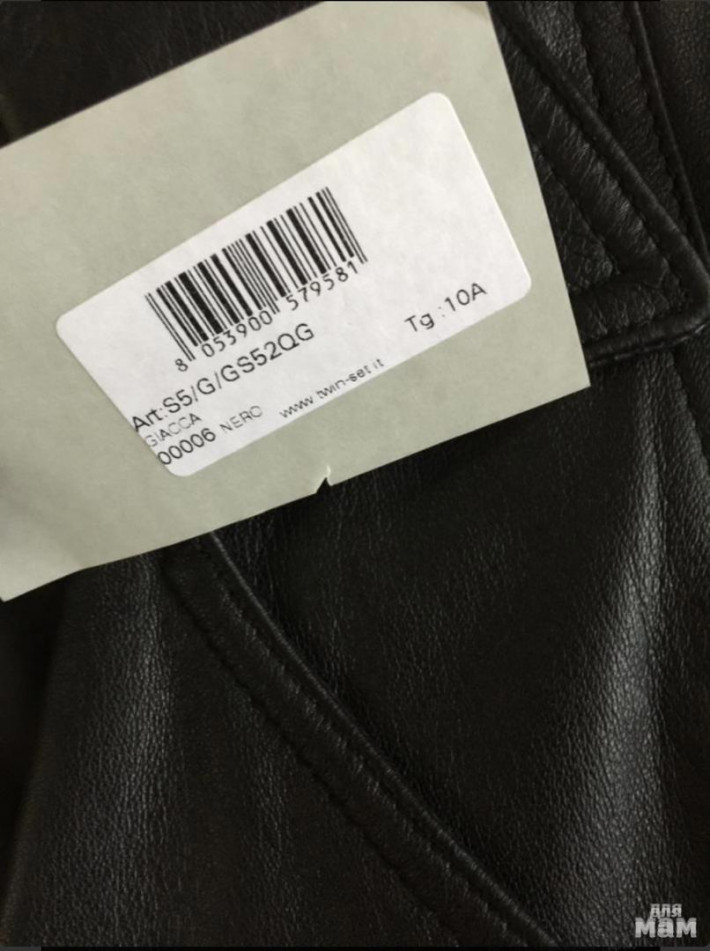 8 053900 579581
Art:S5/G/GS52QG
GIACCA
00006 NERO
www.twin-set.it
Tg :10A
для
мам